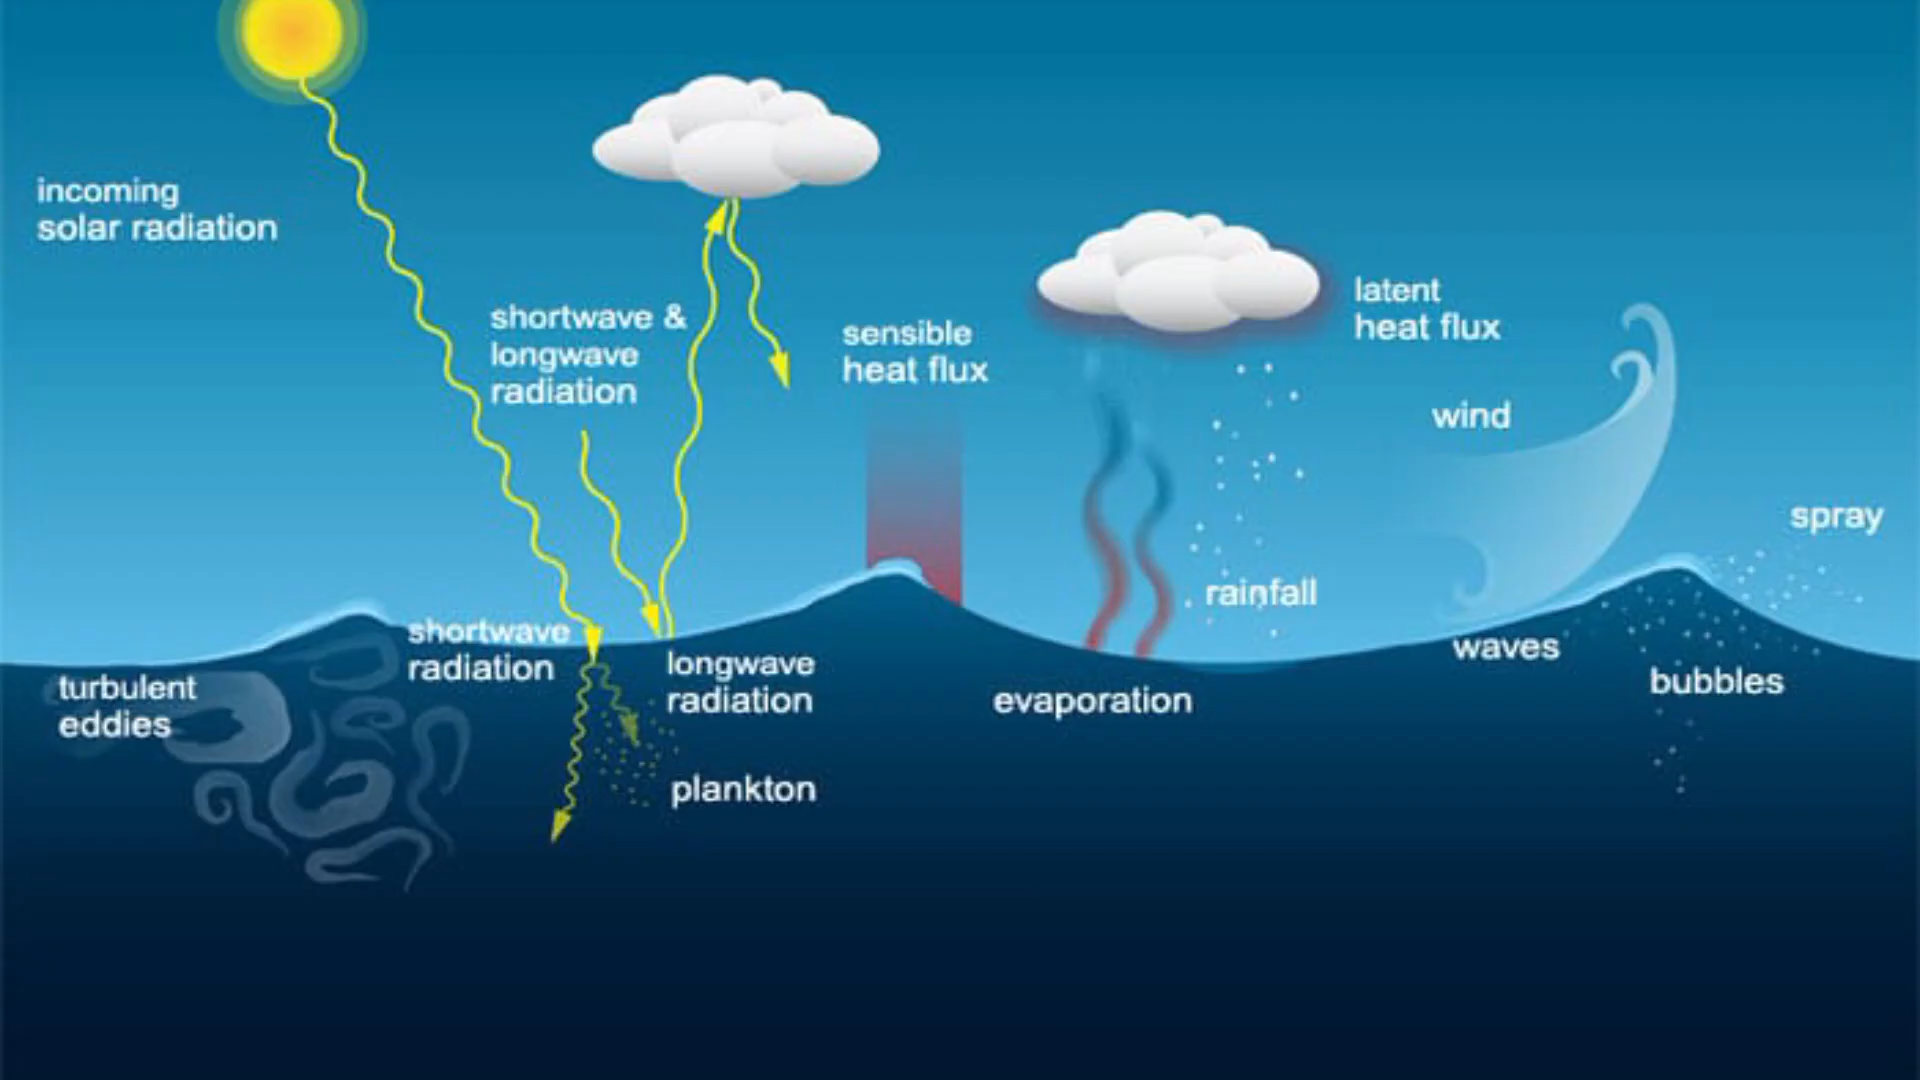 incoming
solar radiation
shortwave &
longwave
radiation
sensible
heat flux
latent
heat flux
wind
spray
rainfall
shortwave
radiation
longwave
radiation
waves
turbulent
eddies
evaporation
bubbles
plankton